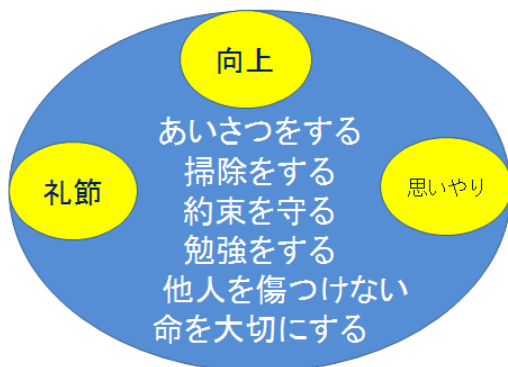 向上
礼節
思いやり
あいさつをする
掃除をする
約束を守る
勉強をする
他人を傷つけない
命を大切にする